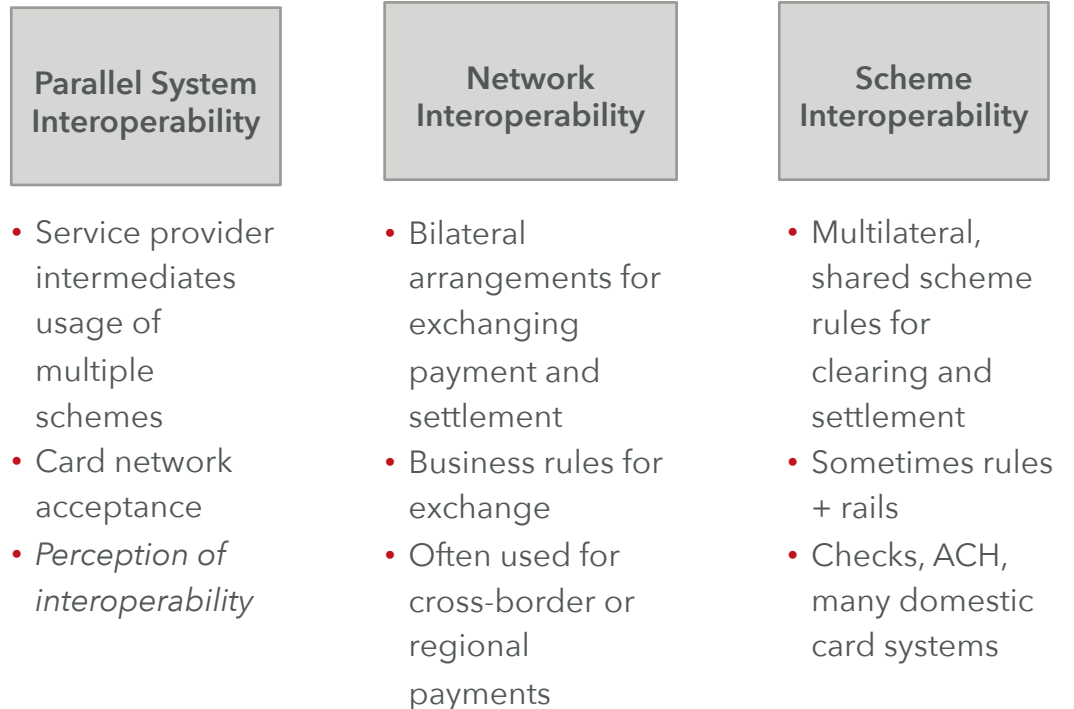 Parallel System
Interoperability
• Service provider
intermediates
usage of
multiple
schemes
• Card network
acceptance
• Perception of
interoperability
Network
Interoperability
• Bilateral
arrangements for
exchanging
payment and
settlement
• Business rules for
exchange
• Often used for
cross-border or
regional
payments
Scheme
Interoperability
• Multilateral,
shared scheme
rules for
clearing and
settlement
• Sometimes rules
+ rails
• Checks, ACH,
many domestic
card systems